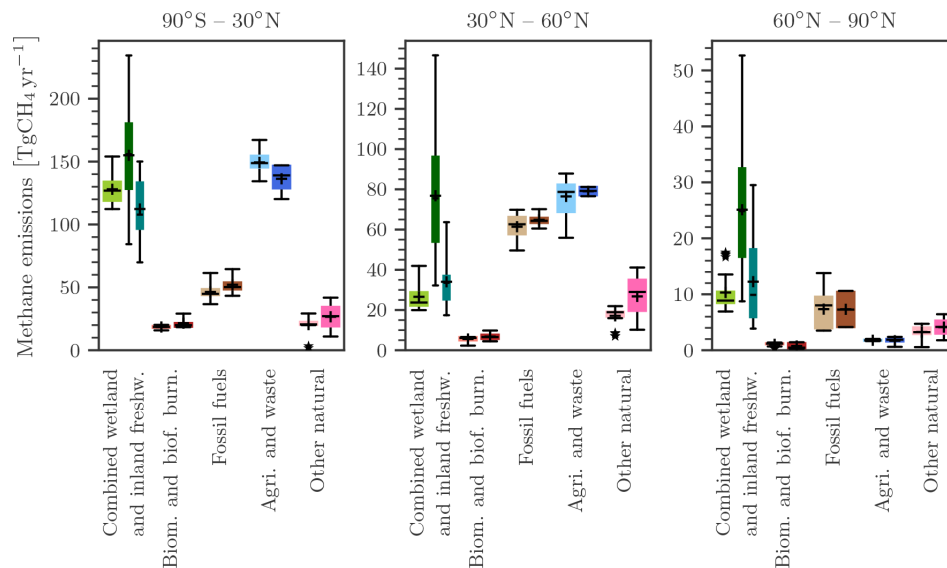 90°S – 30°N
30°N – 60°N
60°N – 90°N
Methane emissions [TgCH₄ yr⁻¹]
200
150
100
50
0
140
120
100
80
60
40
20
0
50
40
30
20
10
0
Combined wetland
and inland freshw.
Biom. and biof. burn.
Fossil fuels
Agri. and waste
Other natural
Combined wetland
and inland freshw.
Biom. and biof. burn.
Fossil fuels
Agri. and waste
Other natural
Combined wetland
and inland freshw.
Biom. and biof. burn.
Fossil fuels
Agri. and waste
Other natural